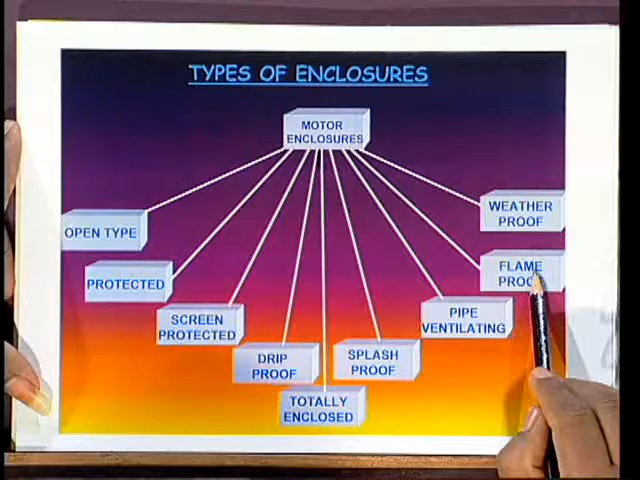 TYPES OF ENCLOSURES
MOTOR
ENCLOSURES
OPEN TYPE
PROTECTED
SCREEN
PROTECTED
DRIP
PROOF
TOTALLY
ENCLOSED
SPLASH
PROOF
PIPE
VENTILATING
FLAME
PROOF
WEATHER
PROOF